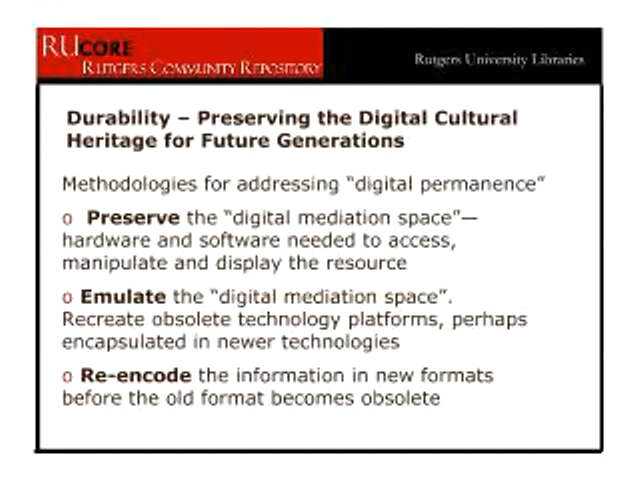 RUCORE
RUTGERS COMMUNITY REPOSITORY
Rutgers University Libraries
Durability – Preserving the Digital Cultural
Heritage for Future Generations
Methodologies for addressing “digital permanence”
o Preserve the “digital mediation space”—
hardware and software needed to access,
manipulate and display the resource
o Emulate the “digital mediation space”.
Recreate obsolete technology platforms, perhaps
encapsulated in newer technologies
o Re-encode the information in new formats
before the old format becomes obsolete